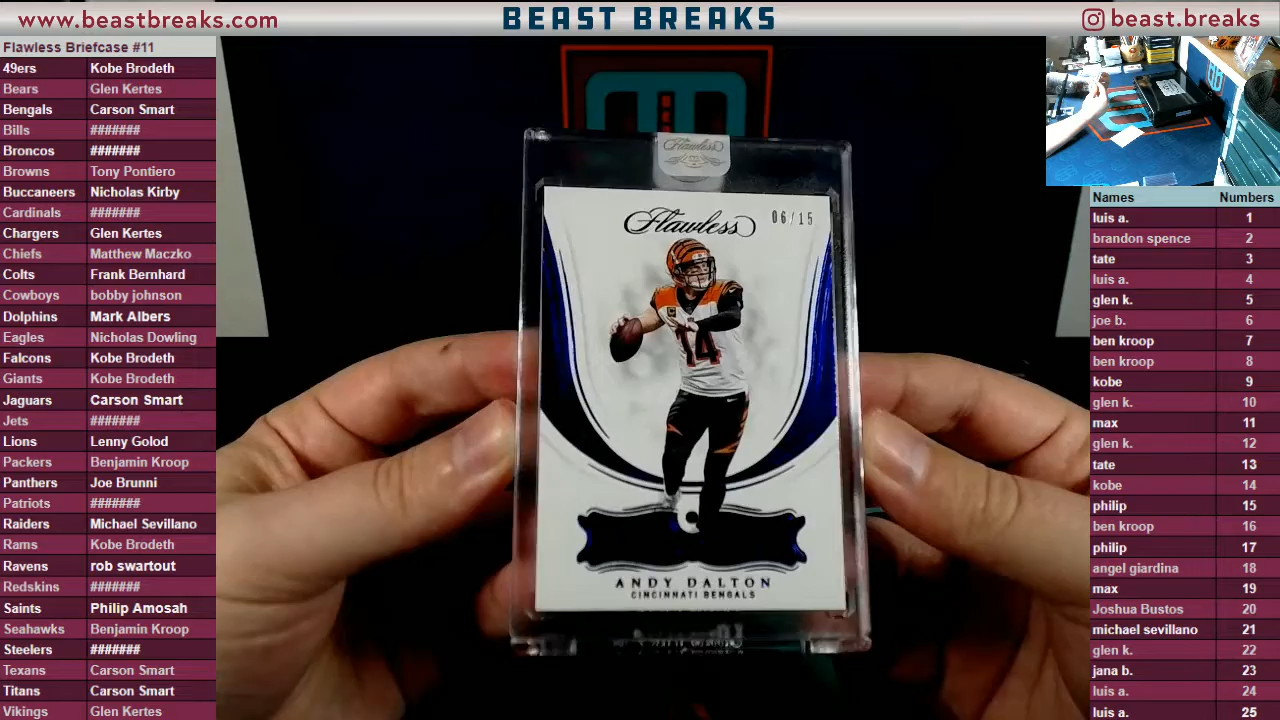 www.beastbreaks.com
BEAST BREAKS
beast.breaks
Flawless Briefcase #11
49ers Kobe Brodeth
Bears Glen Kertes
Bengals Carson Smart
Bills #######
Broncos #######
Browns Tony Pontiero
Buccaneers Nicholas Kirby
Cardinals #######
Chargers Glen Kertes
Chiefs Matthew Maczko
Colts Frank Bernhard
Cowboys bobby johnson
Dolphins Mark Albers
Eagles Nicholas Dowling
Falcons Kobe Brodeth
Giants Kobe Brodeth
Jaguars Carson Smart
Jets #######
Lions Lenny Golod
Packers Benjamin Kroop
Panthers Joe Brunni
Patriots #######
Raiders Michael Sevillano
Rams Kobe Brodeth
Ravens rob swartout
Redskins #######
Saints Philip Amosah
Seahawks Benjamin Kroop
Steelers #######
Texans Carson Smart
Titans Carson Smart
Vikings Glen Kertes
Flawless
Flawless
06/15
14
ANDY DALTON
CINCINNATI BENGALS
Names Numbers
luis a. 1
brandon spence 2
tate 3
luis a. 4
glen k. 5
joe b. 6
ben kroop 7
ben kroop 8
kobe 9
glen k. 10
max 11
glen k. 12
tate 13
kobe 14
philip 15
ben kroop 16
philip 17
angel giardina 18
max 19
Joshua Bustos 20
michael sevillano 21
glen k. 22
jana b. 23
luis a. 24
luis a. 25